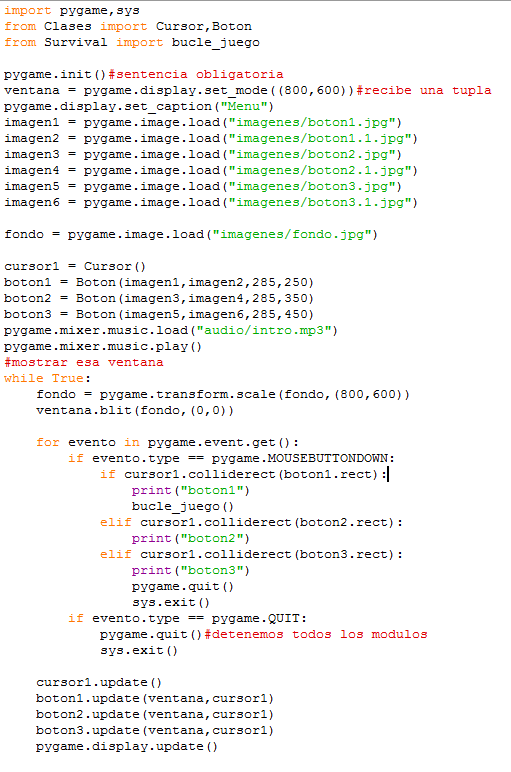 import pygame,sys
from Clases import Cursor,Boton
from Survival import bucle_juego

pygame.init()#sentencia obligatoria
ventana = pygame.display.set_mode((800,600))#recibe una tupla
pygame.display.set_caption("Menu")
imagen1 = pygame.image.load("imagenes/boton1.jpg")
imagen2 = pygame.image.load("imagenes/boton1.1.jpg")
imagen3 = pygame.image.load("imagenes/boton2.jpg")
imagen4 = pygame.image.load("imagenes/boton2.1.jpg")
imagen5 = pygame.image.load("imagenes/boton3.jpg")
imagen6 = pygame.image.load("imagenes/boton3.1.jpg")

fondo = pygame.image.load("imagenes/fondo.jpg")

cursor1 = Cursor()
boton1 = Boton(imagen1,imagen2,285,250)
boton2 = Boton(imagen3,imagen4,285,350)
boton3 = Boton(imagen5,imagen6,285,450)
pygame.mixer.music.load("audio/intro.mp3")
pygame.mixer.music.play()
#mostrar esa ventana
while True:
    fondo = pygame.transform.scale(fondo,(800,600))
    ventana.blit(fondo,(0,0))

    for evento in pygame.event.get():
        if evento.type == pygame.MOUSEBUTTONDOWN:
            if cursor1.colliderect(boton1.rect):
                print("boton1")
                bucle_juego()
            elif cursor1.colliderect(boton2.rect):
                print("boton2")
            elif cursor1.colliderect(boton3.rect):
                print("boton3")
                pygame.quit()
                sys.exit()
        if evento.type == pygame.QUIT:
            pygame.quit()#detenemos todos los modulos
            sys.exit()

    cursor1.update()
    boton1.update(ventana,cursor1)
    boton2.update(ventana,cursor1)
    boton3.update(ventana,cursor1)
    pygame.display.update()